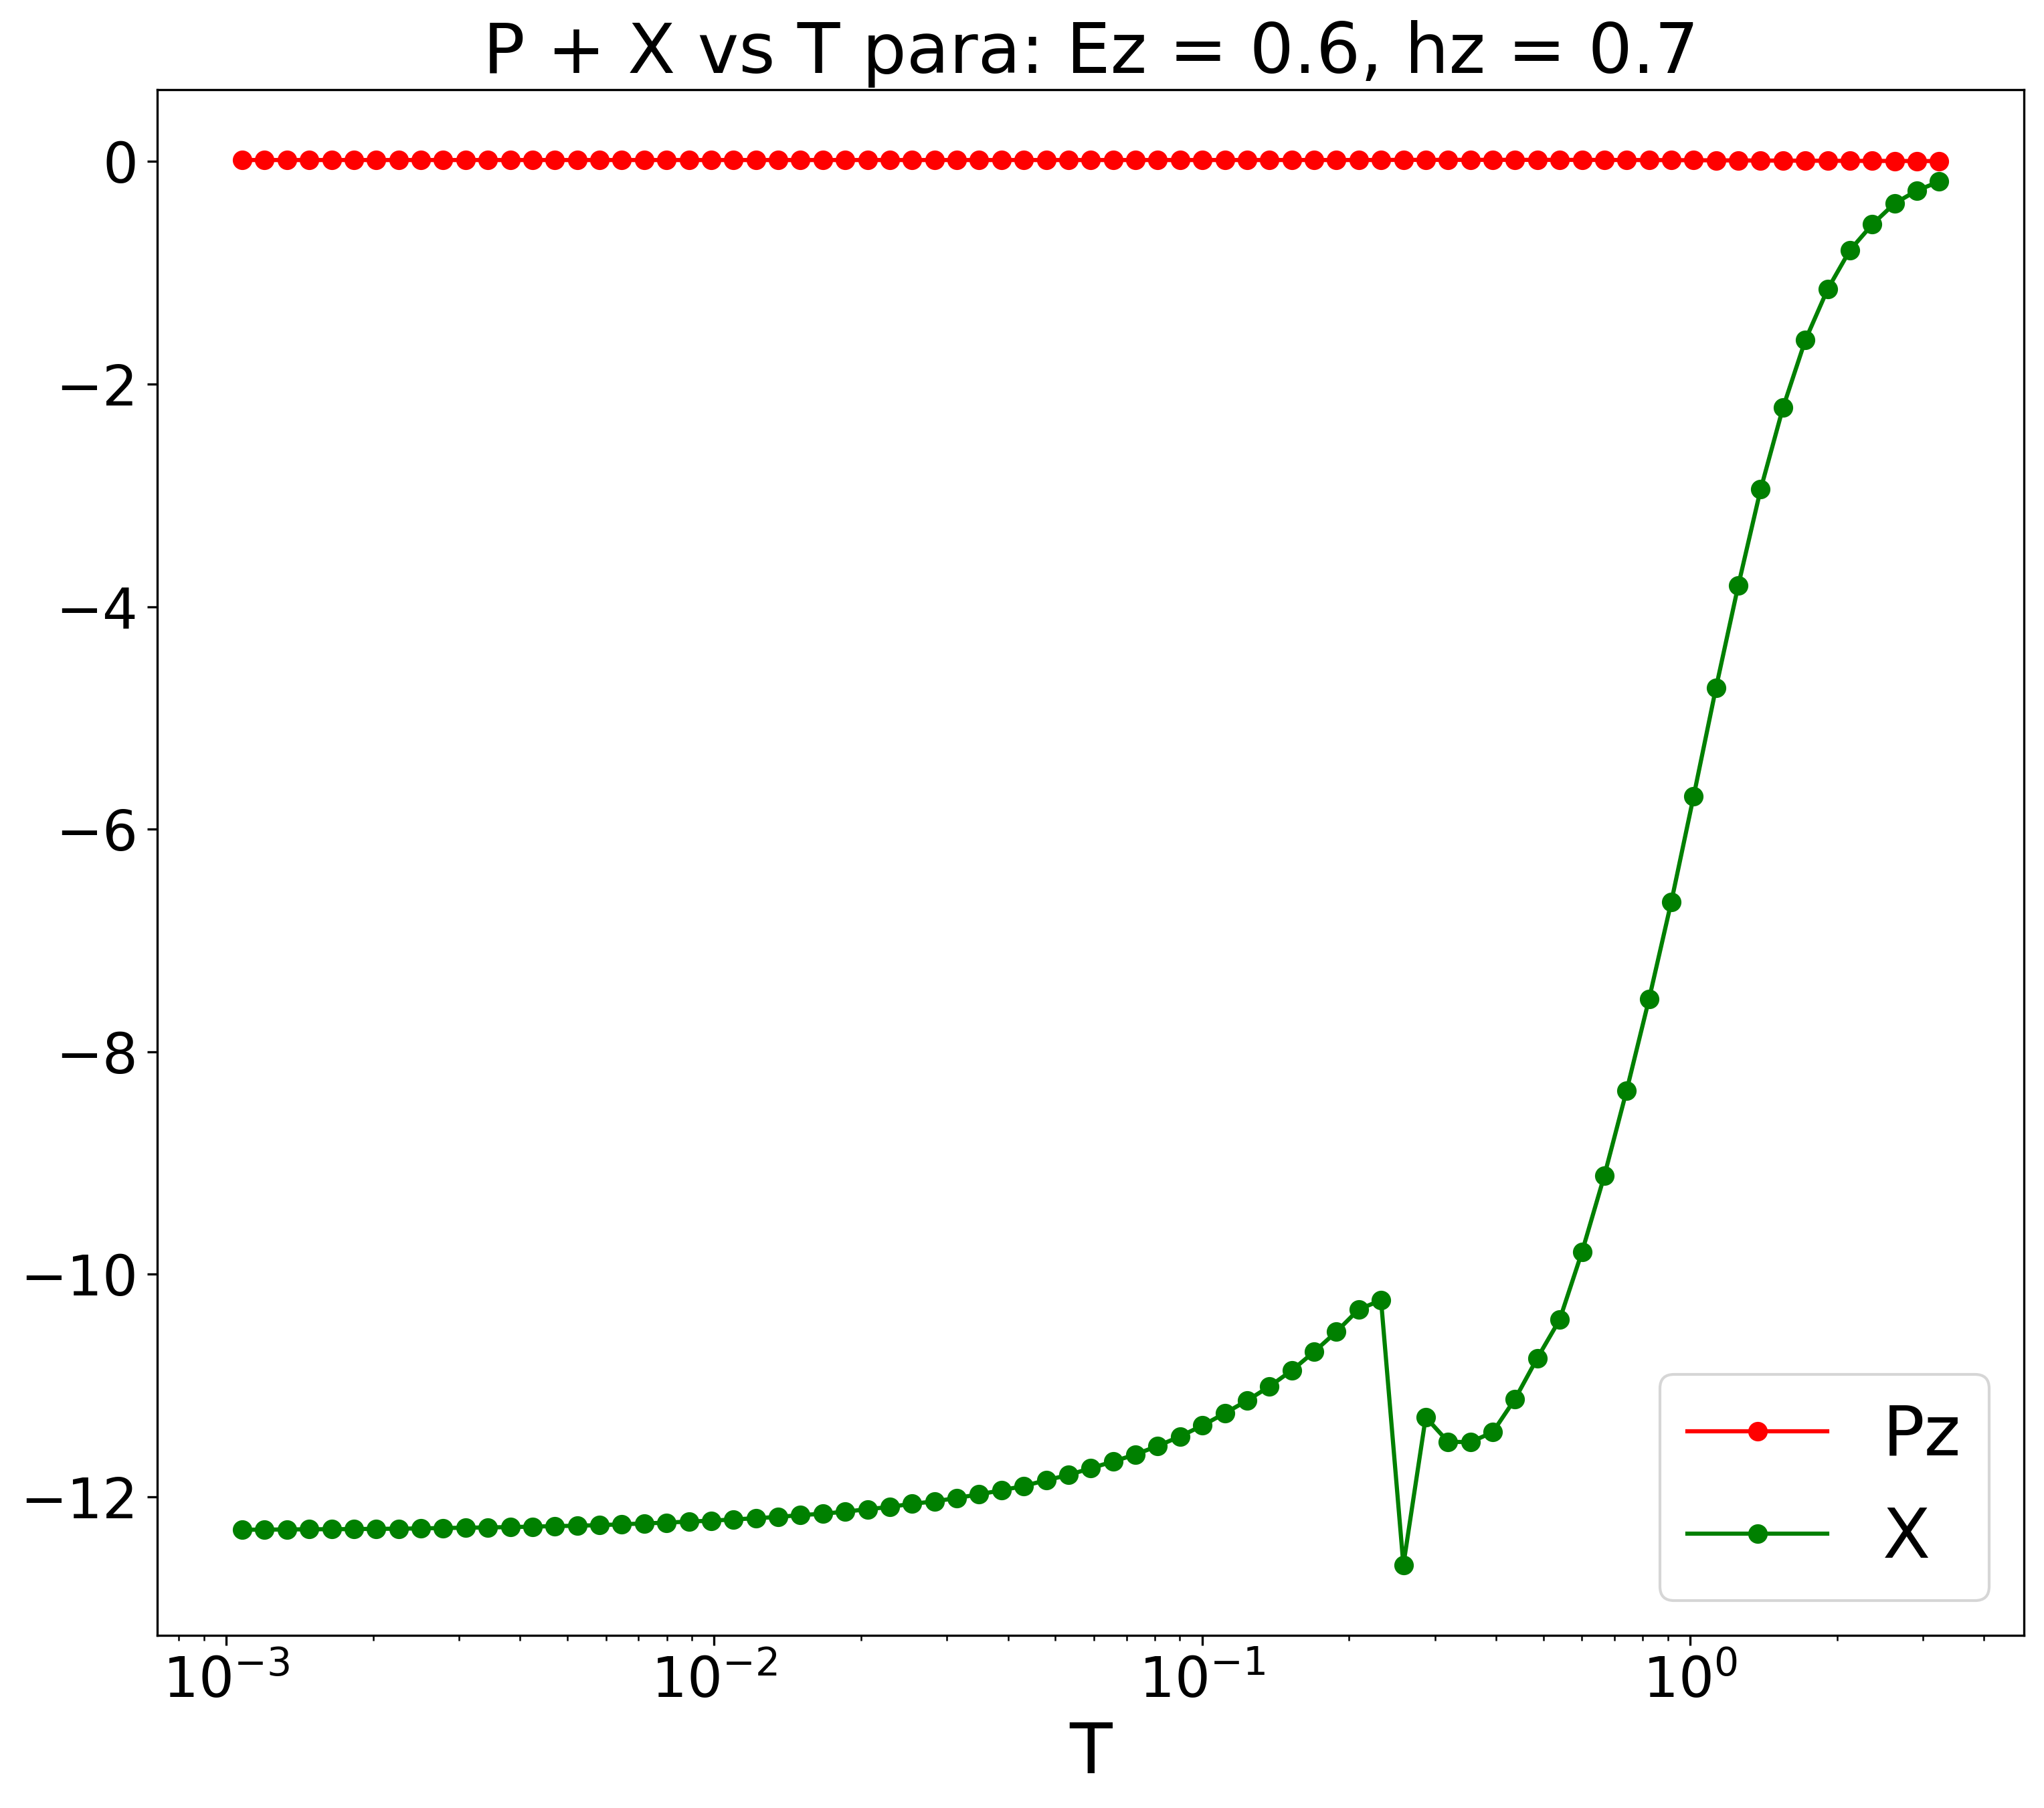 P + X vs T para: Ez = 0.6, hz = 0.7
0
−2
−4
−6
−8
−10
−12
10⁻³ 10⁻² 10⁻¹ 10⁰
T
Pz
X